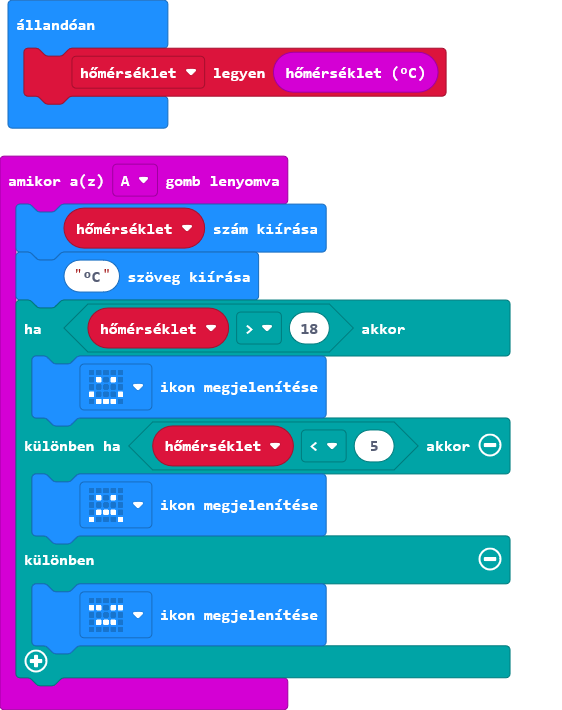 állandóan
hőmérséklet legyen hőmérséklet (ºC)
amikor a(z) A gomb lenyomva
hőmérséklet szám kiírása
"ºC" szöveg kiírása
ha hőmérséklet > 18 akkor
ikon megjelenítése
különben ha hőmérséklet < 5 akkor
ikon megjelenítése
különben
ikon megjelenítése